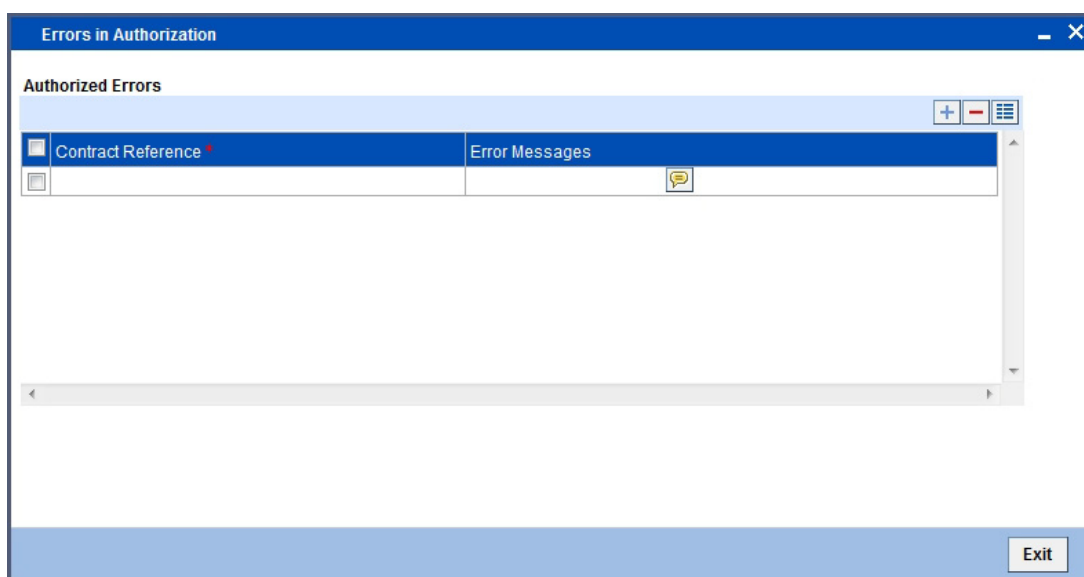 Errors in Authorization
Authorized Errors
Contract Reference * Error Messages
Exit